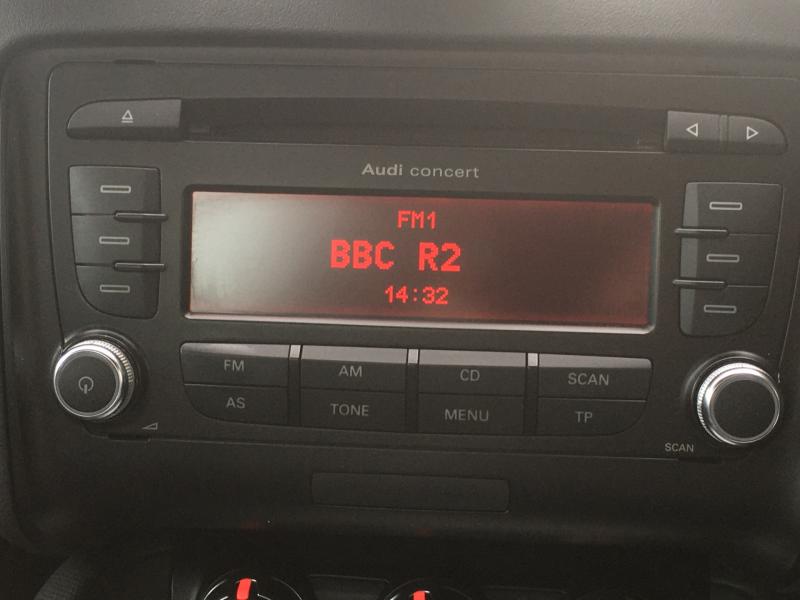 Audi concert
FM1
BBC R2
14:32
FM AM CD SCAN
AS TONE MENU TP
SCAN